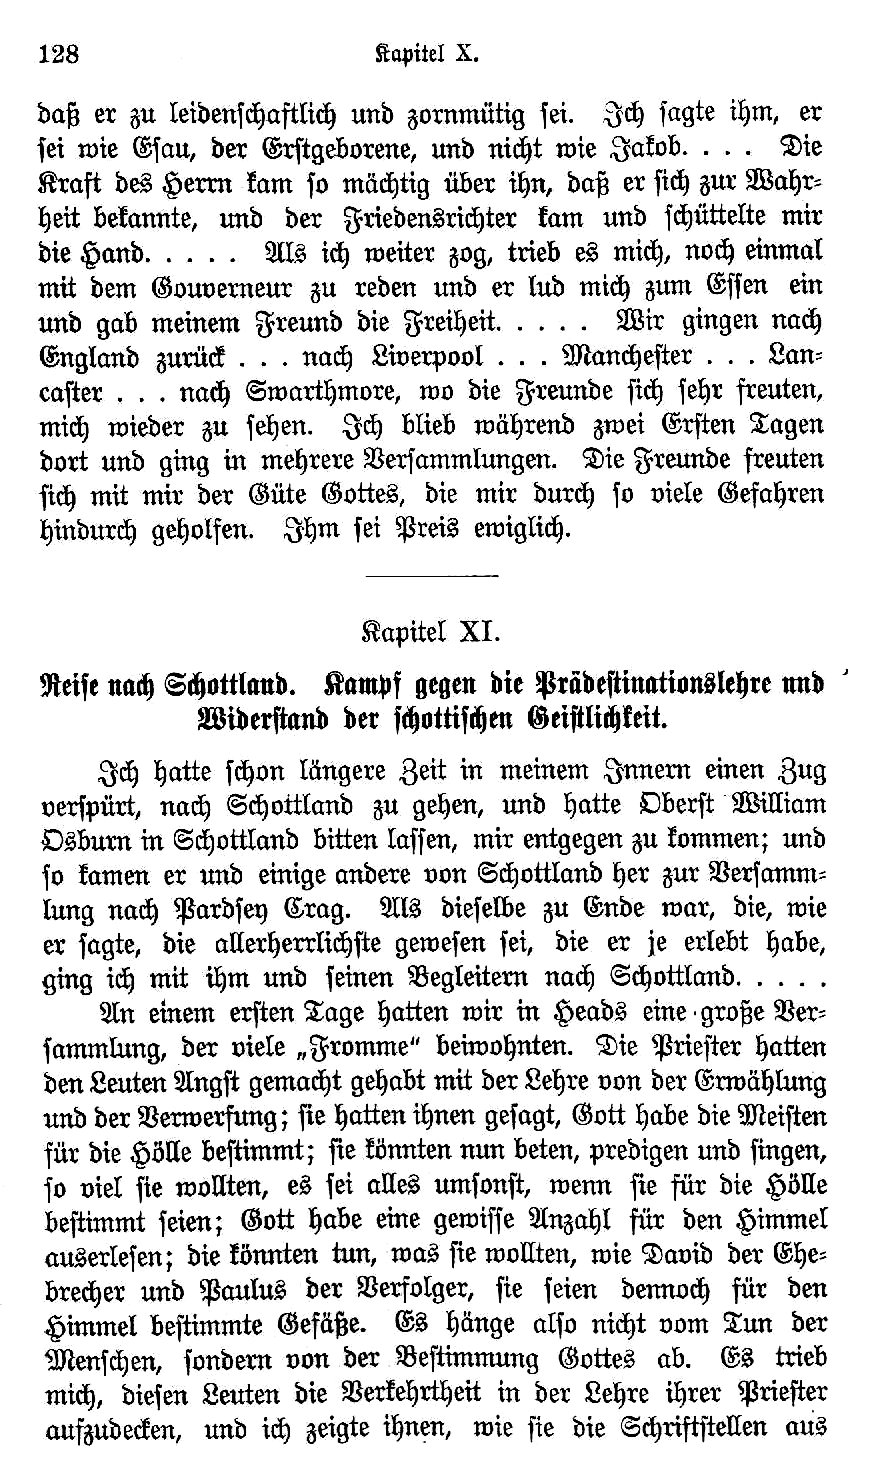 128 Kapitel X.
daß er zu leidenschaftlich und zornmütig sei. Ich sagte ihm, er
sei wie Esau, der Erstgeborene, und nicht wie Jakob. . . . Die
Kraft des Herrn kam so mächtig über ihn, daß er sich zur Wahr-
heit bekannte, und der Friedensrichter kam und schüttelte mir
die Hand. . . . . Als ich weiter zog, trieb es mich, noch einmal
mit dem Gouverneur zu reden und er lud mich zum Essen ein
und gab meinem Freund die Freiheit. . . . . Wir gingen nach
England zurück . . . nach Liverpool . . . Manchester . . . Lan-
caster . . . nach Swarthmore, wo die Freunde sich sehr freuten,
mich wieder zu sehen. Ich blieb während zwei Ersten Tagen
dort und ging in mehrere Versammlungen. Die Freunde freuten
sich mit mir der Güte Gottes, die mir durch so viele Gefahren
hindurch geholfen. Ihm sei Preis ewiglich.
Kapitel XI.
Reise nach Schottland. Kampf gegen die Prädestinationslehre und
Widerstand der schottischen Geistlichkeit.
Ich hatte schon längere Zeit in meinem Innern einen Zug
verspürt, nach Schottland zu gehen, und hatte Oberst William
Osburn in Schottland bitten lassen, mir entgegen zu kommen; und
so kamen er und einige andere von Schottland her zur Versamm-
lung nach Pardsey Crag. Als dieselbe zu Ende war, die, wie
er sagte, die allerherrlichste gewesen sei, die er je erlebt habe,
ging ich mit ihm und seinen Begleitern nach Schottland. . . . .
An einem ersten Tage hatten wir in Heads eine große Ver-
sammlung, der viele „Fromme“ beiwohnten. Die Priester hatten
den Leuten Angst gemacht gehabt mit der Lehre von der Erwählung
und der Verwerfung; sie hatten ihnen gesagt, Gott habe die Meisten
für die Hölle bestimmt; sie könnten nun beten, predigen und singen,
so viel sie wollten, es sei alles umsonst, wenn sie für die Hölle
bestimmt seien; Gott habe eine gewisse Anzahl für den Himmel
auserlesen; die könnten tun, was sie wollten, wie David der Ehe-
brecher und Paulus der Verfolger, sie seien dennoch für den
Himmel bestimmte Gefäße. Es hänge also nicht vom Tun der
Menschen, sondern von der Bestimmung Gottes ab. Es trieb
mich, diesen Leuten die Verkehrtheit in der Lehre ihrer Priester
aufzudecken, und ich zeigte ihnen, wie sie die Schriftstellen aus